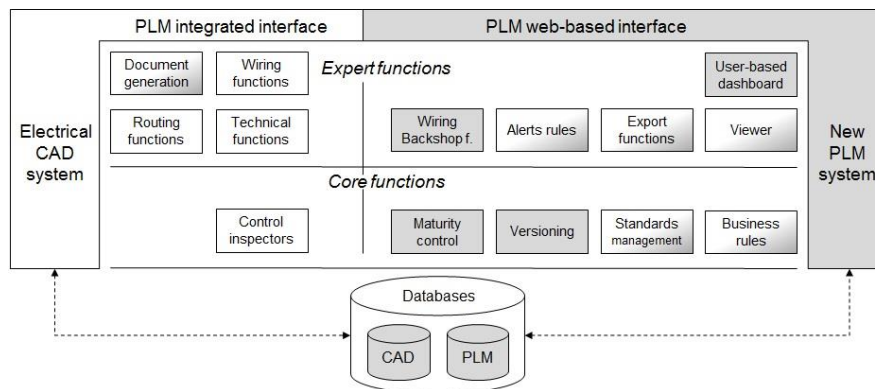 PLM integrated interface
PLM web-based interface
Document
generation
Wiring
functions
Expert functions
User-based
dashboard
Electrical
CAD
system
Routing
functions
Technical
functions
Wiring
Backshop f.
Alerts rules
Export
functions
Viewer
New
PLM
system
Core functions
Control
inspectors
Maturity
control
Versioning
Standards
management
Business
rules
Databases
CAD
PLM